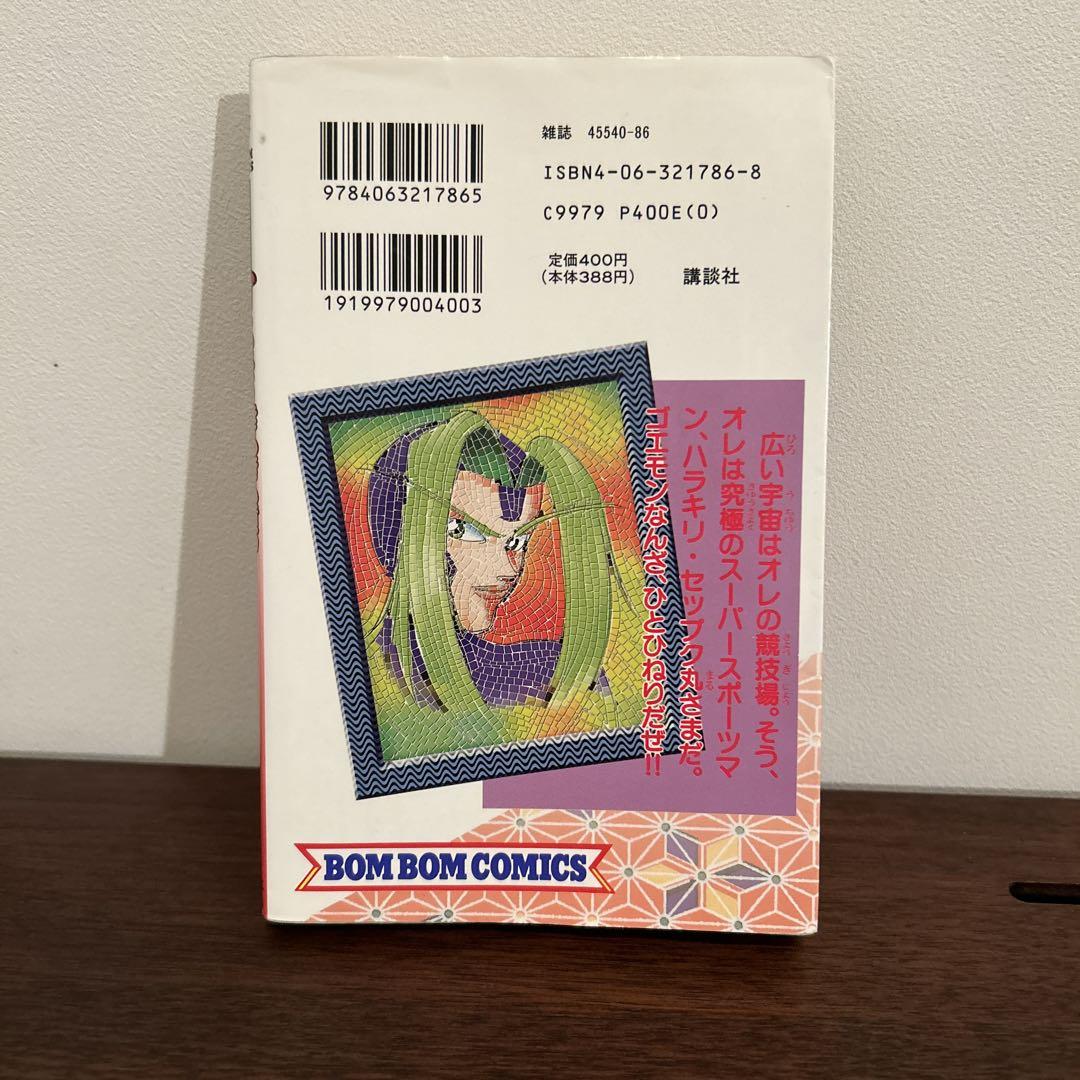 雑誌 45540-86
9784063217865
ISBN4-06-321786-8
C9979 P400E(0)
1919979004003
定価400円
(本体388円)
講談社
広い宇宙はオレの競技場。そう、
オレは究極のスーパースポーツマ
ン、ハラキリ・セップク丸さまだ。
ゴエモンなんざ、ひとひねりだぜ!!
BOM BOM COMICS